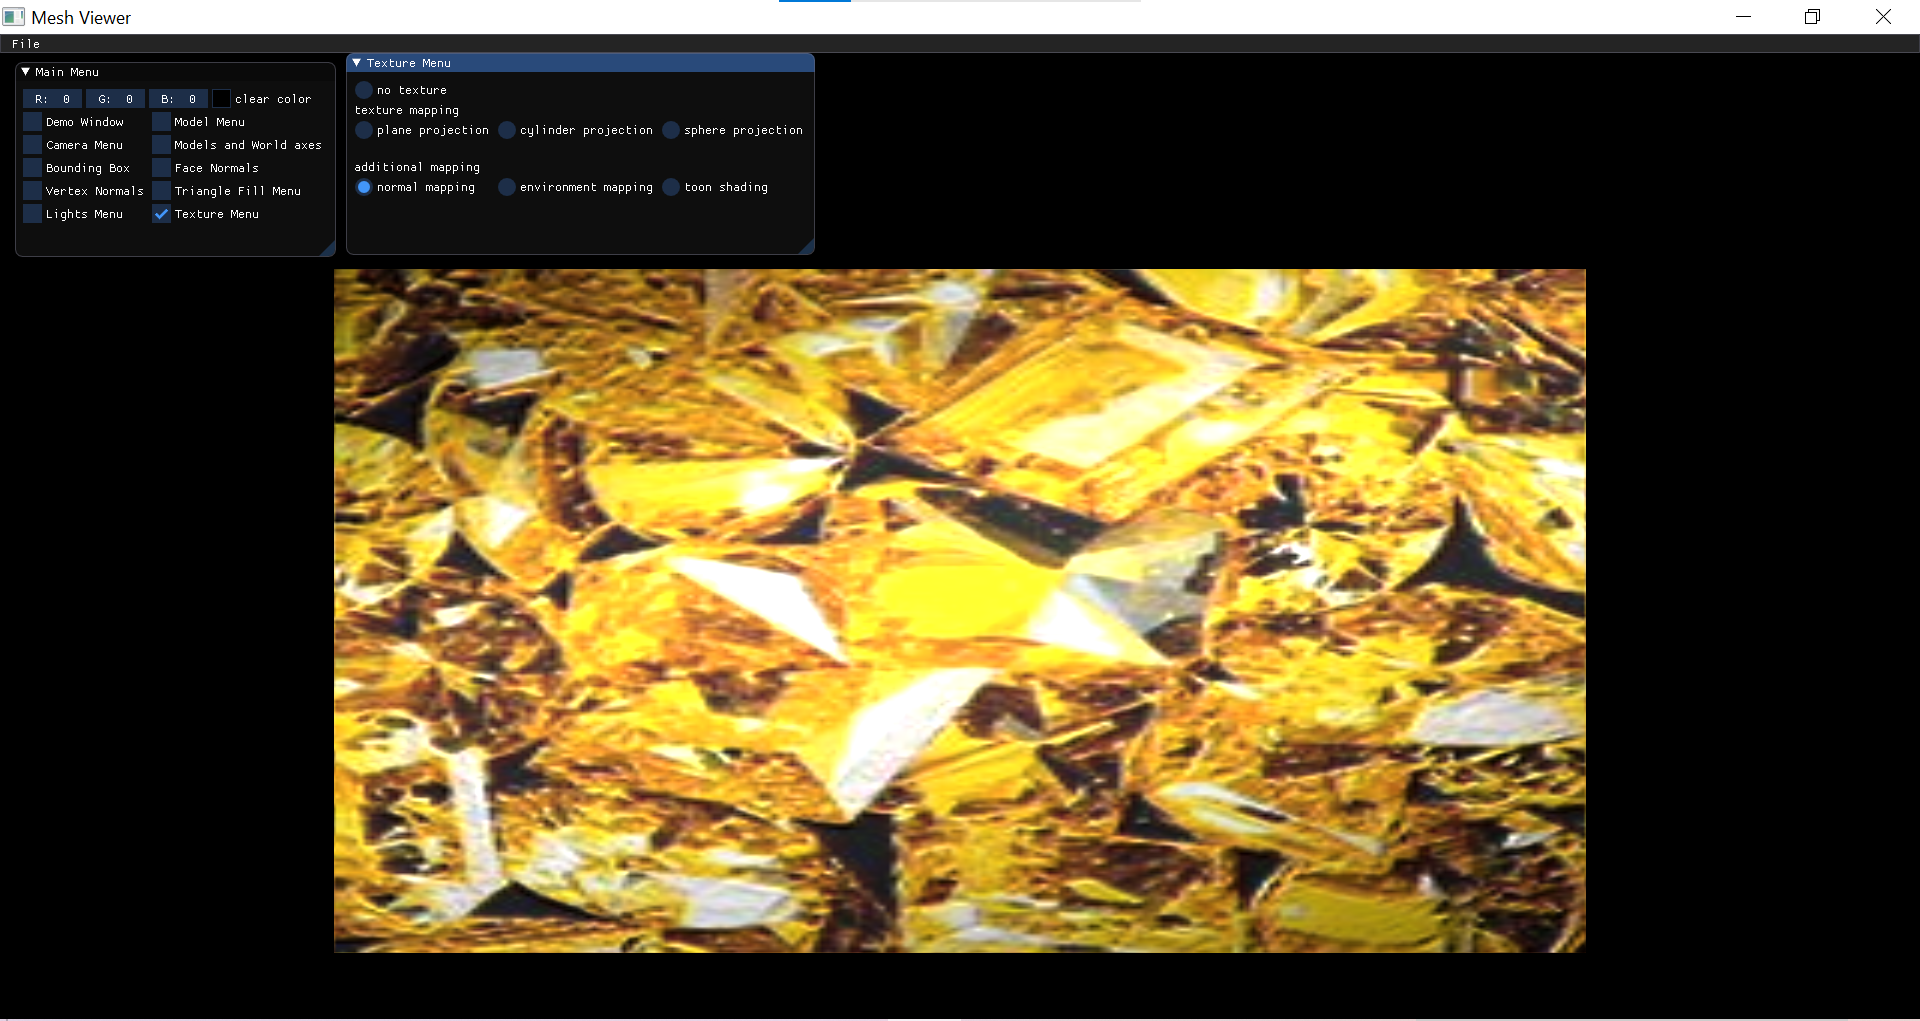 Mesh Viewer
File
Main Menu
R: 0 G: 0 B: 0 clear color
Demo Window Model Menu
Camera Menu Models and World axes
Bounding Box Face Normals
Vertex Normals Triangle Fill Menu
Lights Menu Texture Menu
Texture Menu
no texture
texture mapping
plane projection cylinder projection sphere projection
additional mapping
normal mapping environment mapping toon shading